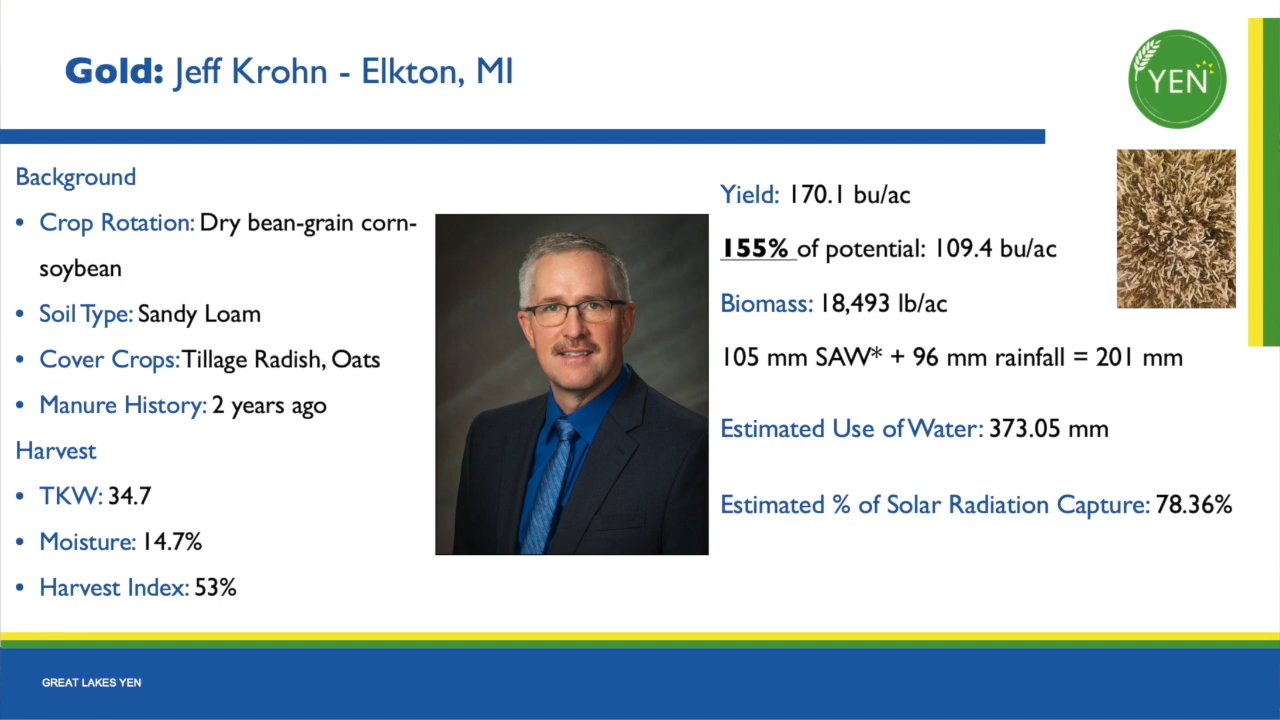 Gold: Jeff Krohn - Elkton, MI
YEN
Background
• Crop Rotation: Dry bean-grain corn-
soybean
• Soil Type: Sandy Loam
• Cover Crops: Tillage Radish, Oats
• Manure History: 2 years ago
Harvest
• TKW: 34.7
• Moisture: 14.7%
• Harvest Index: 53%
Yield: 170.1 bu/ac
155% of potential: 109.4 bu/ac
Biomass: 18,493 lb/ac
105 mm SAW* + 96 mm rainfall = 201 mm
Estimated Use of Water: 373.05 mm
Estimated % of Solar Radiation Capture: 78.36%
GREAT LAKES YEN